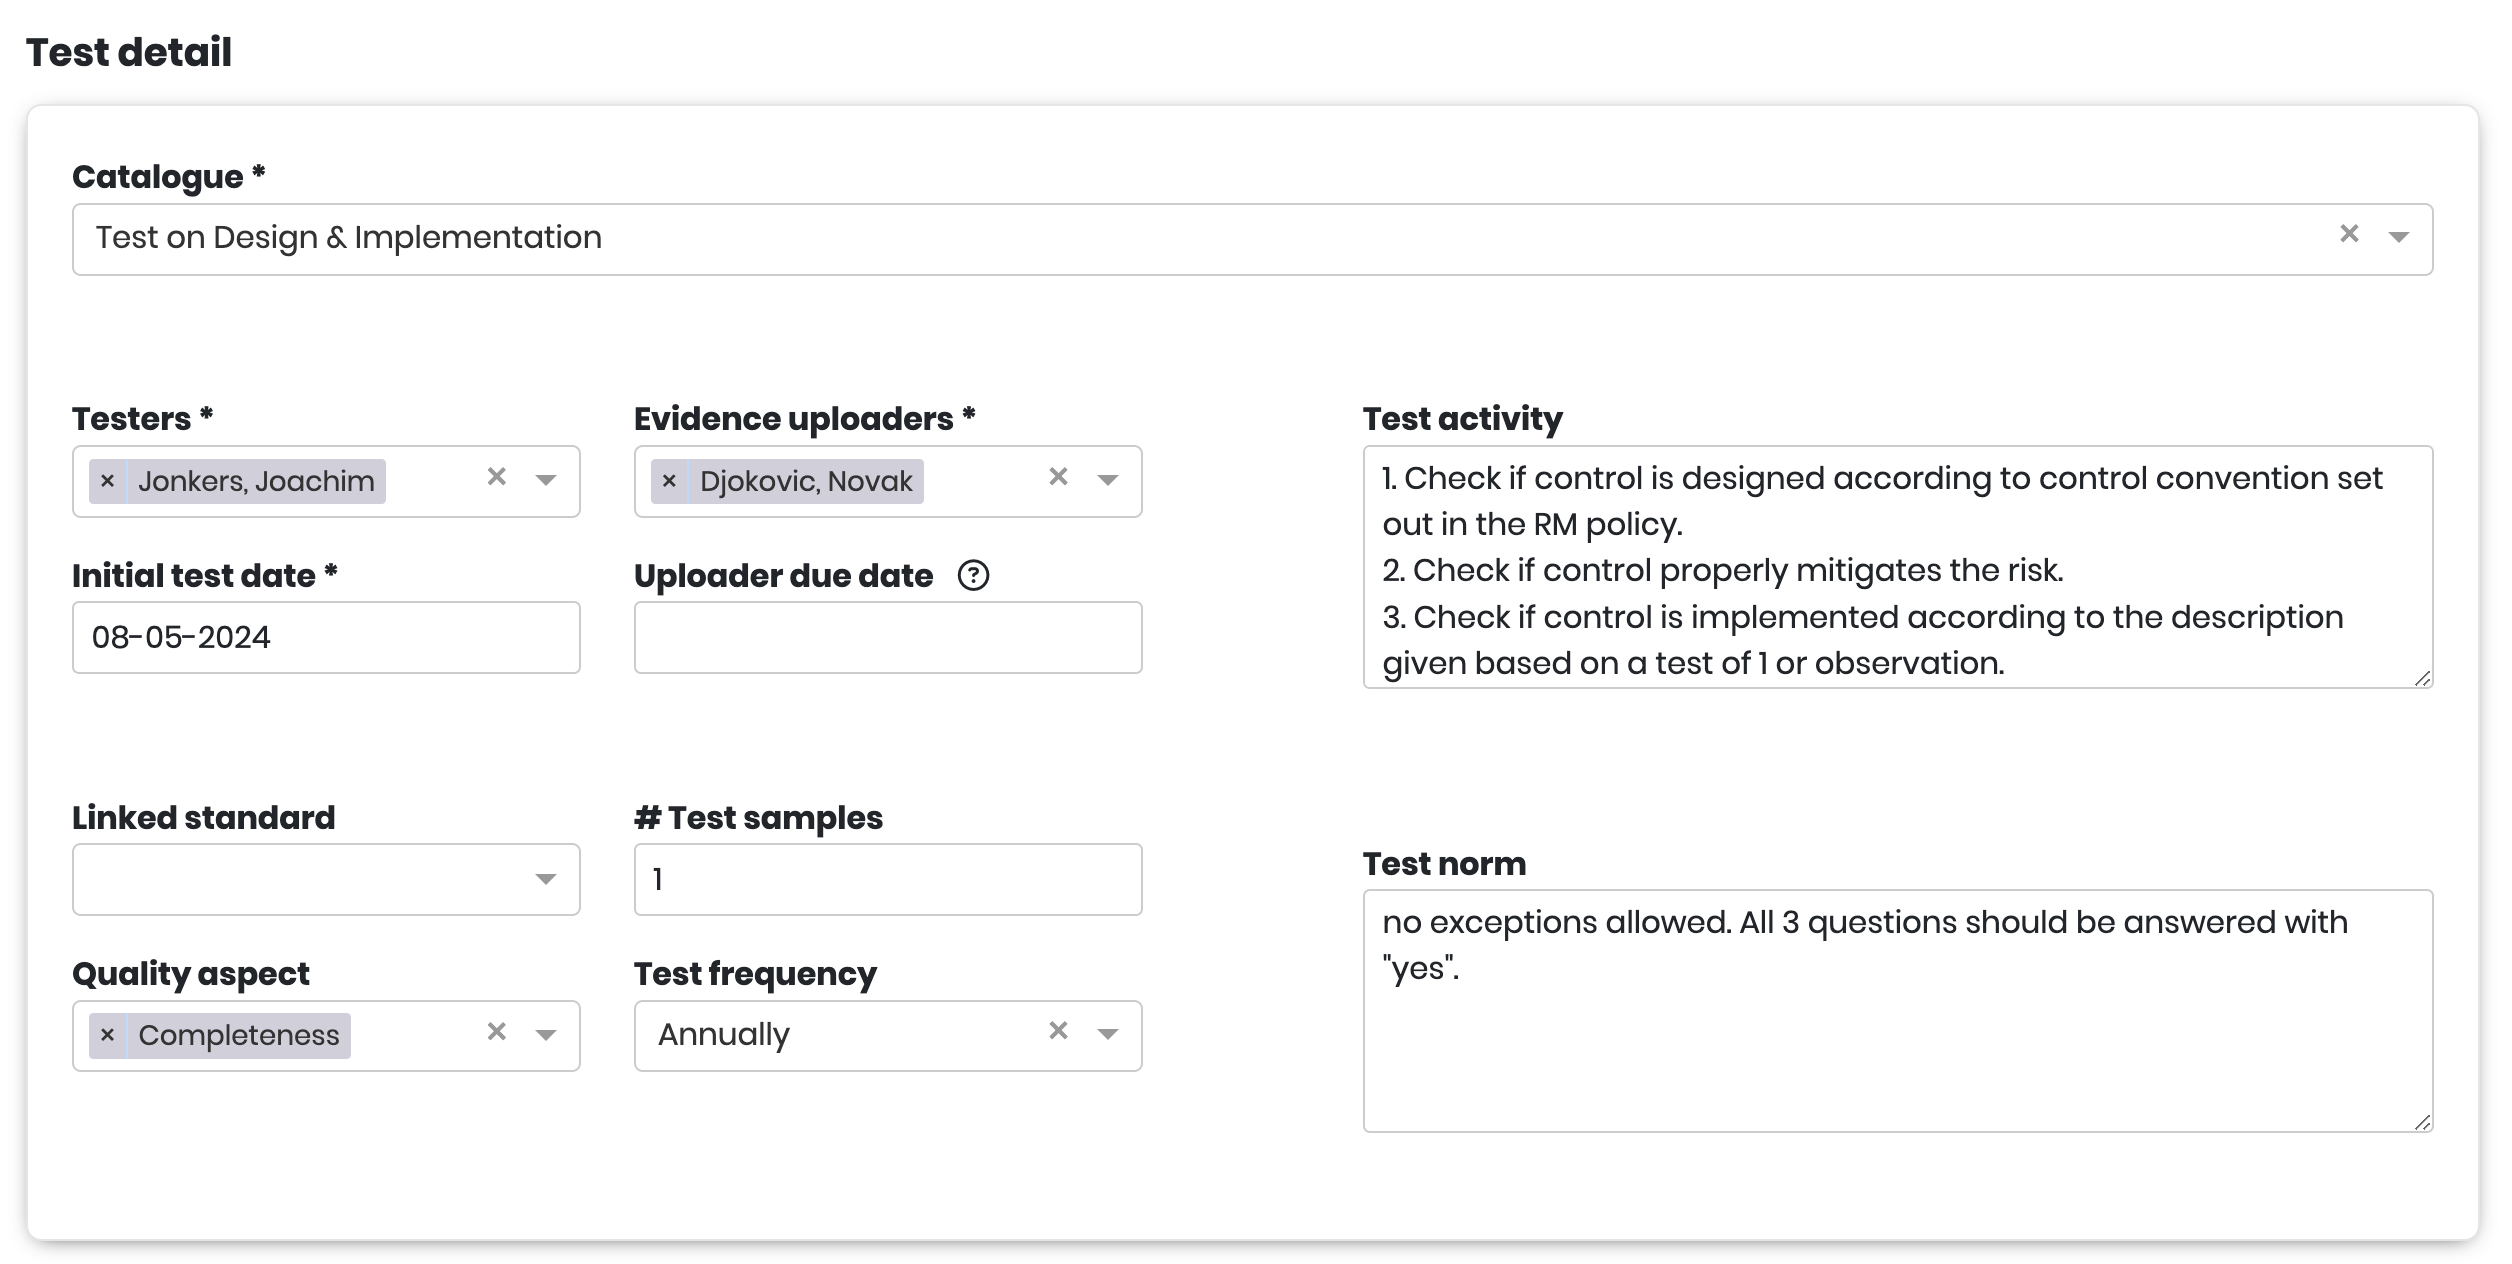 Test detail
Catalogue *
Test on Design & Implementation
Testers *
Jonkers, Joachim
Evidence uploaders *
Djokovic, Novak
Initial test date *
08-05-2024
Uploader due date
Test activity
1. Check if control is designed according to control convention set
out in the RM policy.
2. Check if control properly mitigates the risk.
3. Check if control is implemented according to the description
given based on a test of 1 or observation.
Linked standard
# Test samples
1
Quality aspect
Completeness
Test frequency
Annually
Test norm
no exceptions allowed. All 3 questions should be answered with
"yes".